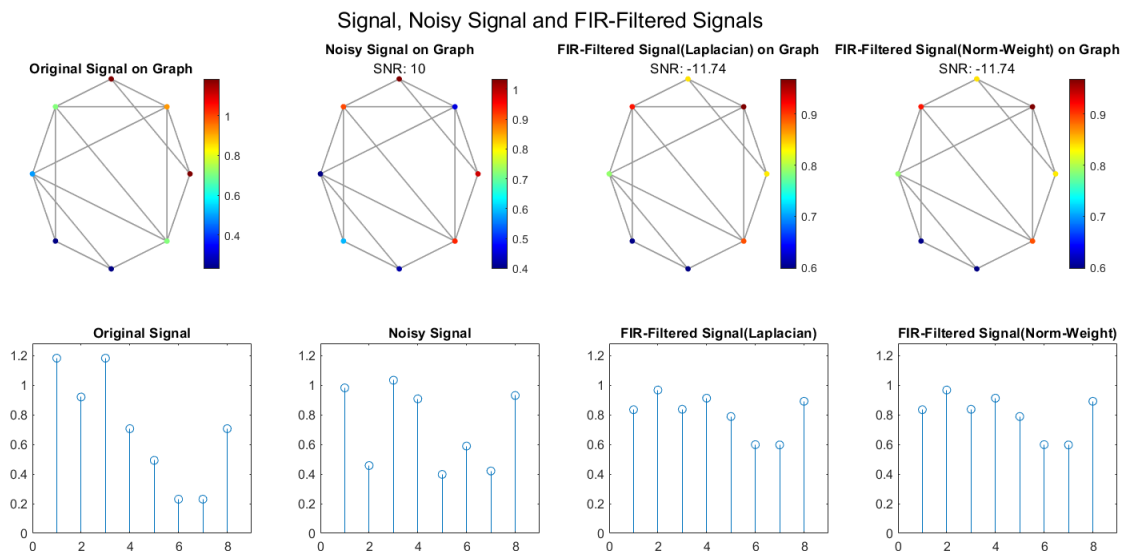 Signal, Noisy Signal and FIR-Filtered Signals
Original Signal on Graph
1
0.8
0.6
0.4
Noisy Signal on Graph
SNR: 10
1
0.9
0.8
0.7
0.6
0.5
0.4
FIR-Filtered Signal(Laplacian) on Graph
SNR: -11.74
0.9
0.8
0.7
0.6
FIR-Filtered Signal(Norm-Weight) on Graph
SNR: -11.74
0.9
0.8
0.7
0.6
Original Signal
1.2
1
0.8
0.6
0.4
0.2
0
0 2 4 6 8
Noisy Signal
1.2
1
0.8
0.6
0.4
0.2
0
0 2 4 6 8
FIR-Filtered Signal(Laplacian)
1.2
1
0.8
0.6
0.4
0.2
0
0 2 4 6 8
FIR-Filtered Signal(Norm-Weight)
1.2
1
0.8
0.6
0.4
0.2
0
0 2 4 6 8